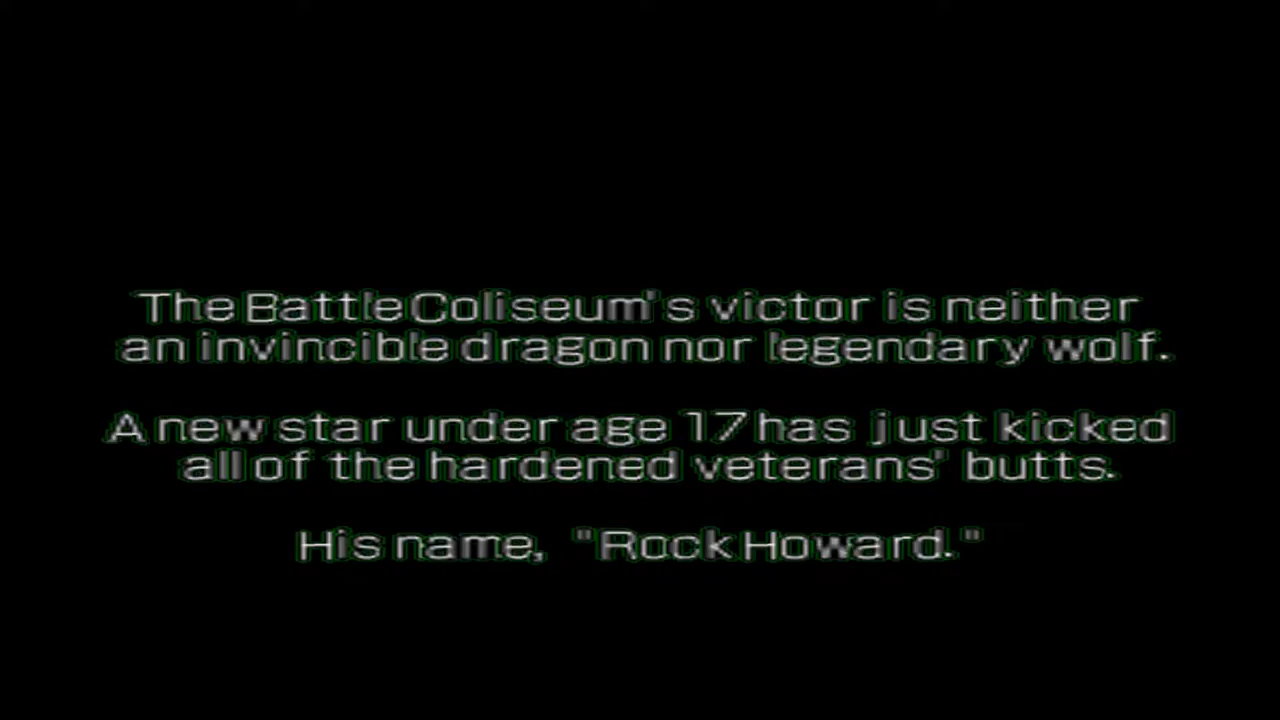 The Battle Coliseum's victor is neither
an invincible dragon nor legendary wolf.
A new star under age 17 has just kicked
all of the hardened veterans' butts.
His name, "Rock Howard."